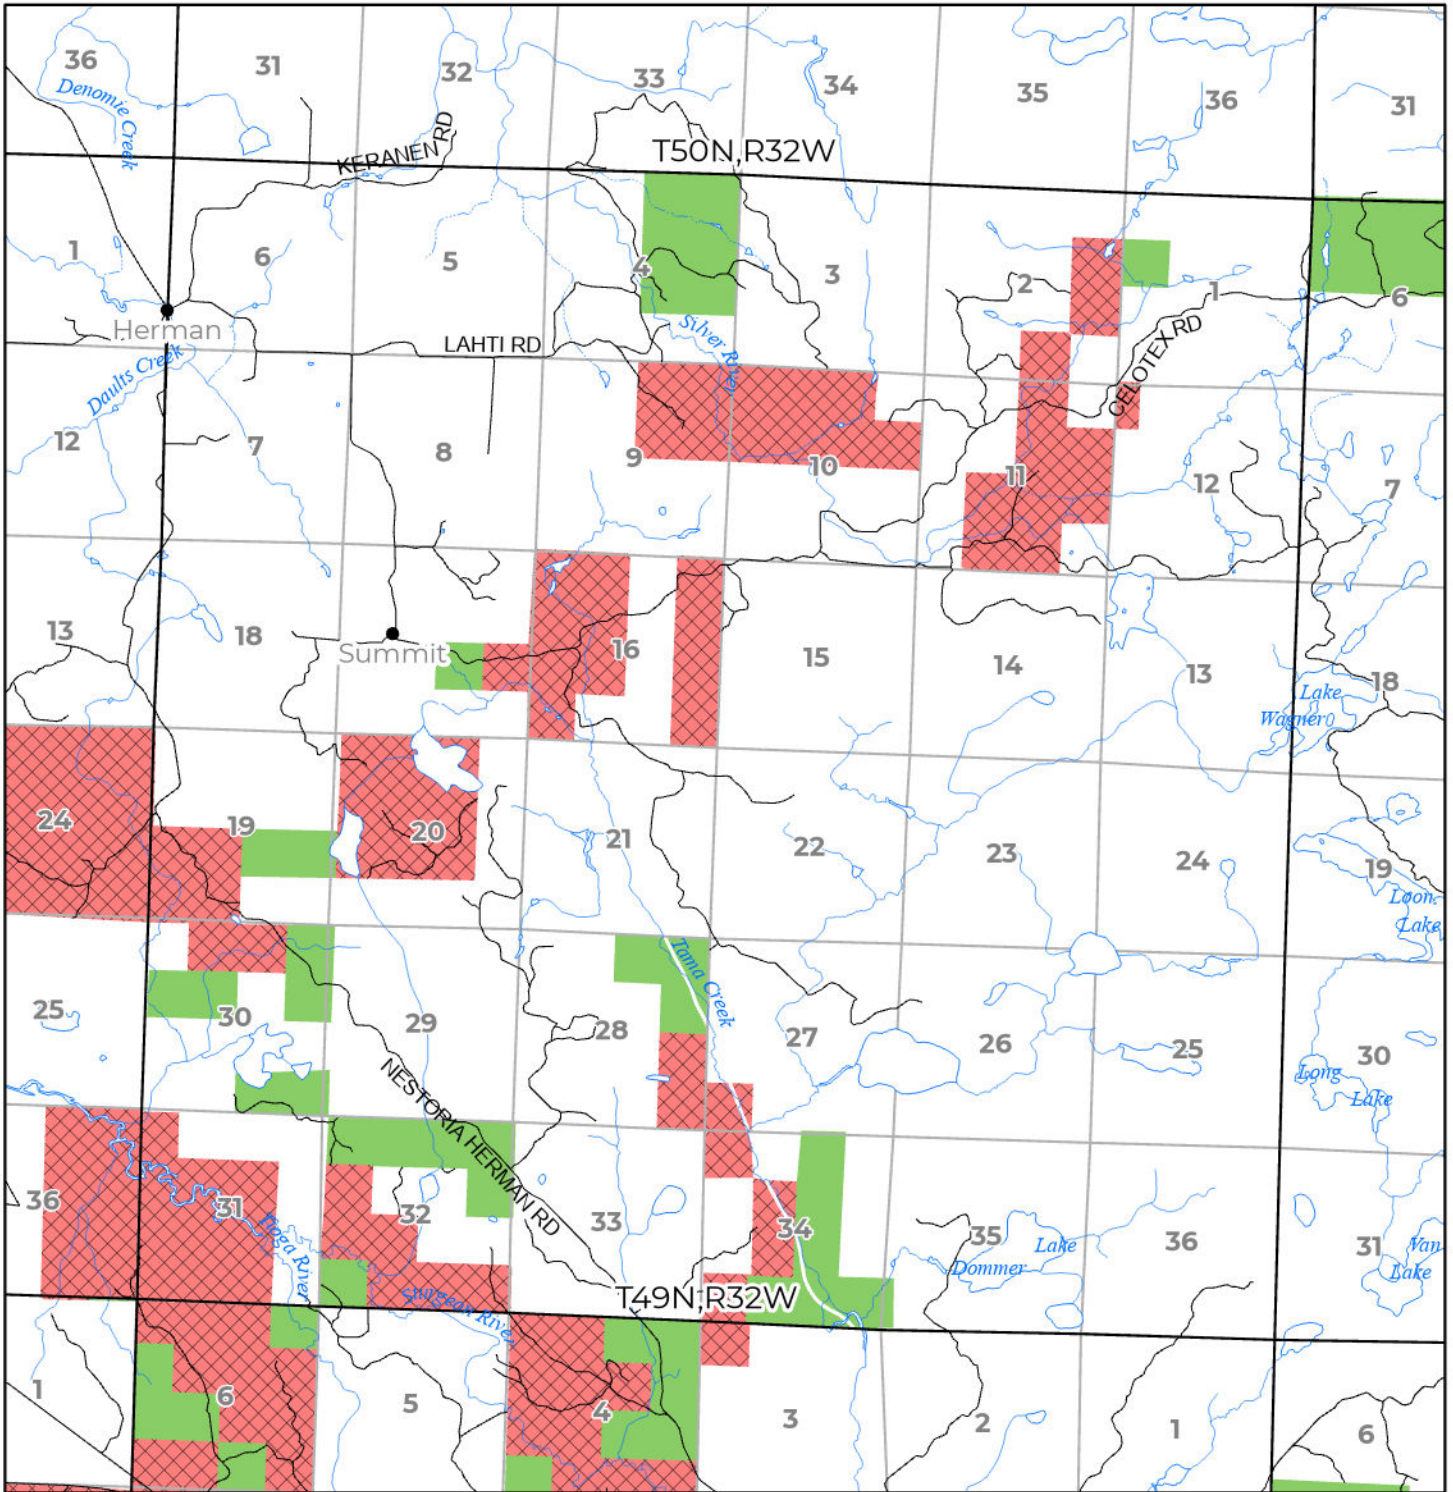 36
31
32
33
34
35
36
31
Denomie Creek
KERANEN RD
T50N,R32W
1
6
5
4
3
2
1
6
Herman
LAHTI RD
Silver River
CELOTEX RD
Daults Creek
12
7
8
9
10
11
12
7
13
18
Summit
16
15
14
13
18
Lake
Wagner
24
19
20
21
22
23
24
19
Loon
Lake
Tama Creek
25
30
29
28
27
26
25
30
Long
Lake
NESTORIA HERMAN RD
36
31
32
33
34
35
36
31
Tioga River
Lake
Dommer
Van
Lake
Sturgeon River
T49N,R32W
1
6
5
4
3
2
1
6